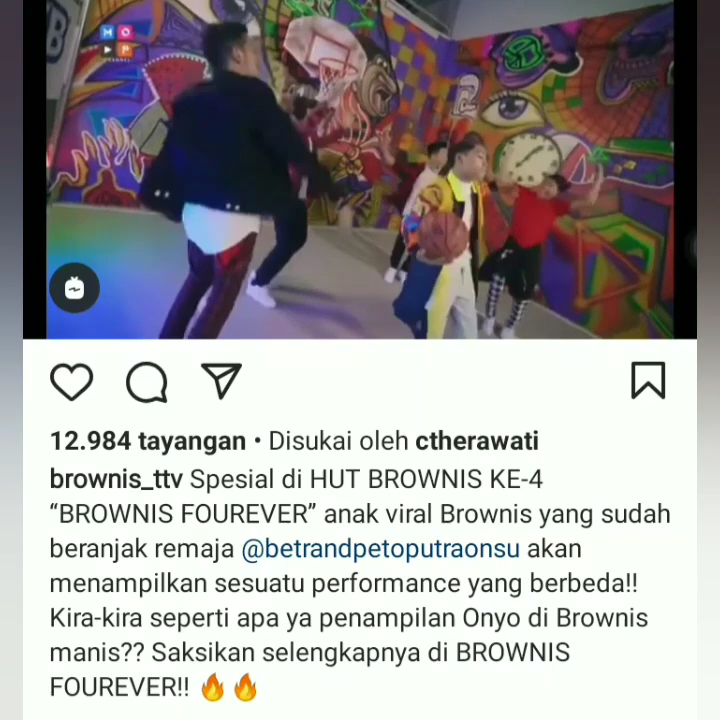 M O
P
2
12.984 tayangan • Disukai oleh ctherawati
brownis_ttv Spesial di HUT BROWNIS KE-4
“BROWNIS FOUREVER” anak viral Brownis yang sudah
beranjak remaja @betrandpetoputraonsu akan
menampilkan sesuatu performance yang berbeda!!
Kira-kira seperti apa ya penampilan Onyo di Brownis
manis?? Saksikan selengkapnya di BROWNIS
FOUREVER!! 🔥🔥